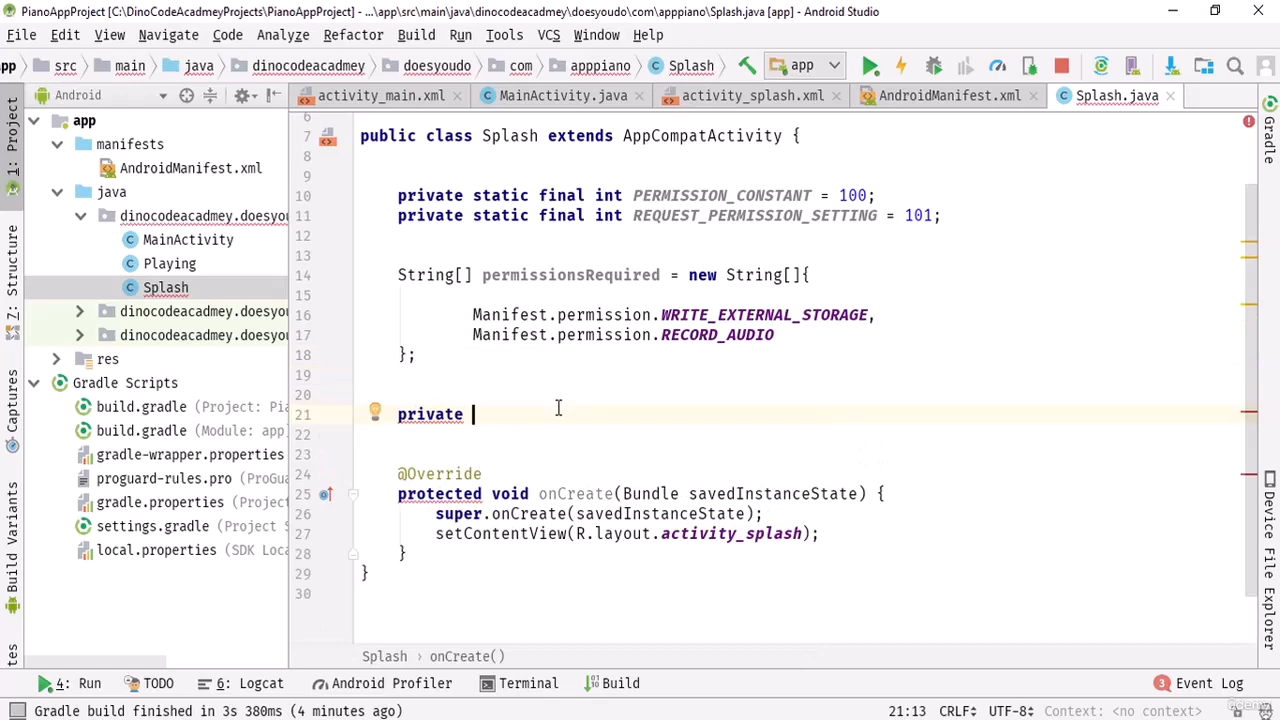 PianoAppProject [C:\DinoCodeAcadmeyProjects\PianoAppProject] - ...\app\src\main\java\dinocodeacadmey\doesyoudo\com\apppiano\Splash.java [app] - Android Studio
File Edit View Navigate Code Analyze Refactor Build Run Tools VCS Window Help
app src main java dinocodeacadmey doesyoudo com apppiano Splash app
Android activity_main.xml MainActivity.java activity_splash.xml AndroidManifest.xml Splash.java
1: Project
Z: Structure
Captures
Build Variants
app
manifests
AndroidManifest.xml
java
dinocodeacadmey.doesyou
MainActivity
Playing
Splash
dinocodeacadmey.doesyou
dinocodeacadmey.doesyou
res
Gradle Scripts
build.gradle (Project: Pia
build.gradle (Module: app
gradle-wrapper.properties
proguard-rules.pro (ProGu
gradle.properties (Project
settings.gradle (Project S
local.properties (SDK Loca
6
7 public class Splash extends AppCompatActivity {
8
9
10 private static final int PERMISSION_CONSTANT = 100;
11 private static final int REQUEST_PERMISSION_SETTING = 101;
12
13
14 String[] permissionsRequired = new String[]{
15
16 Manifest.permission.WRITE_EXTERNAL_STORAGE,
17 Manifest.permission.RECORD_AUDIO
18 };
19
20
21 private
22
23
24 @Override
25 protected void onCreate(Bundle savedInstanceState) {
26 super.onCreate(savedInstanceState);
27 setContentView(R.layout.activity_splash);
28 }
29 }
30
Splash › onCreate()
Gradle
Device File Explorer
4: Run TODO 6: Logcat Android Profiler Terminal Build 3 Event Log
Gradle build finished in 3s 380ms (4 minutes ago) 21:13 CRLF UTF-8 Context: <no context>